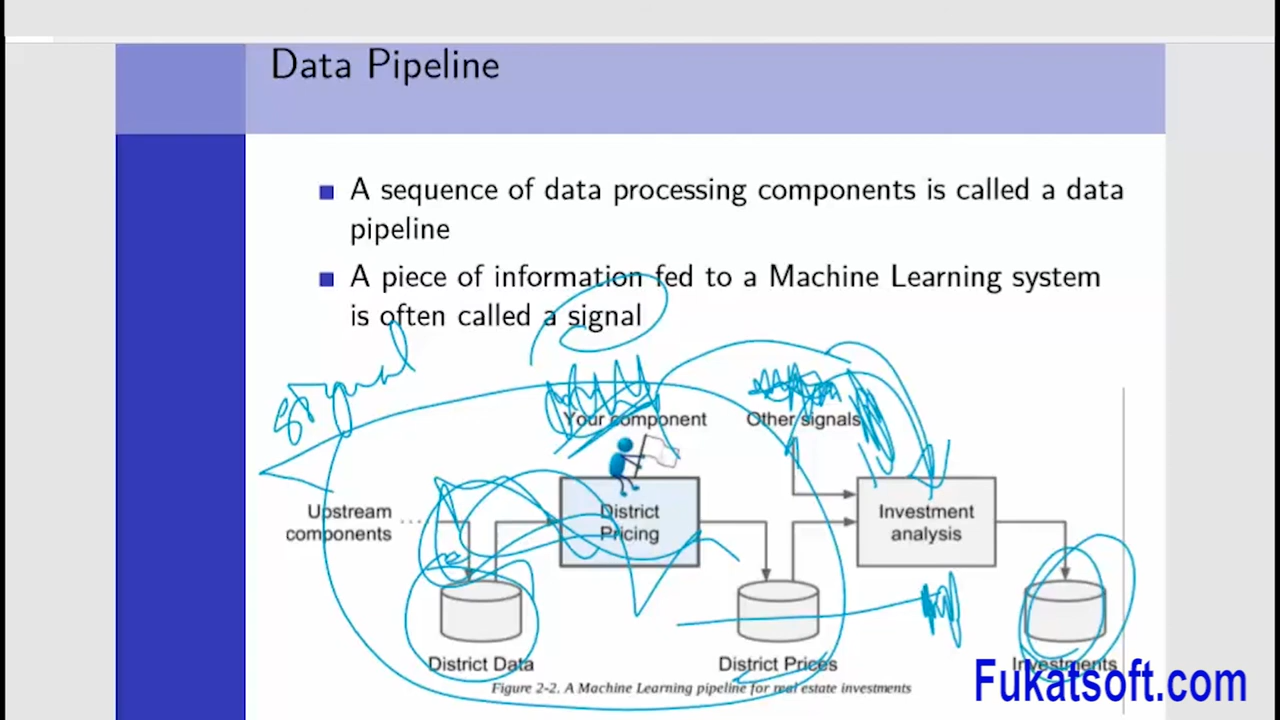 Data Pipeline
A sequence of data processing components is called a data
pipeline
A piece of information fed to a Machine Learning system
is often called a signal
signal
Your component
Other signals
Upstream
components
District
Pricing
Investment
analysis
District Data
District Prices
Investments
Figure 2-2. A Machine Learning pipeline for real estate investments
Fukatsoft.com